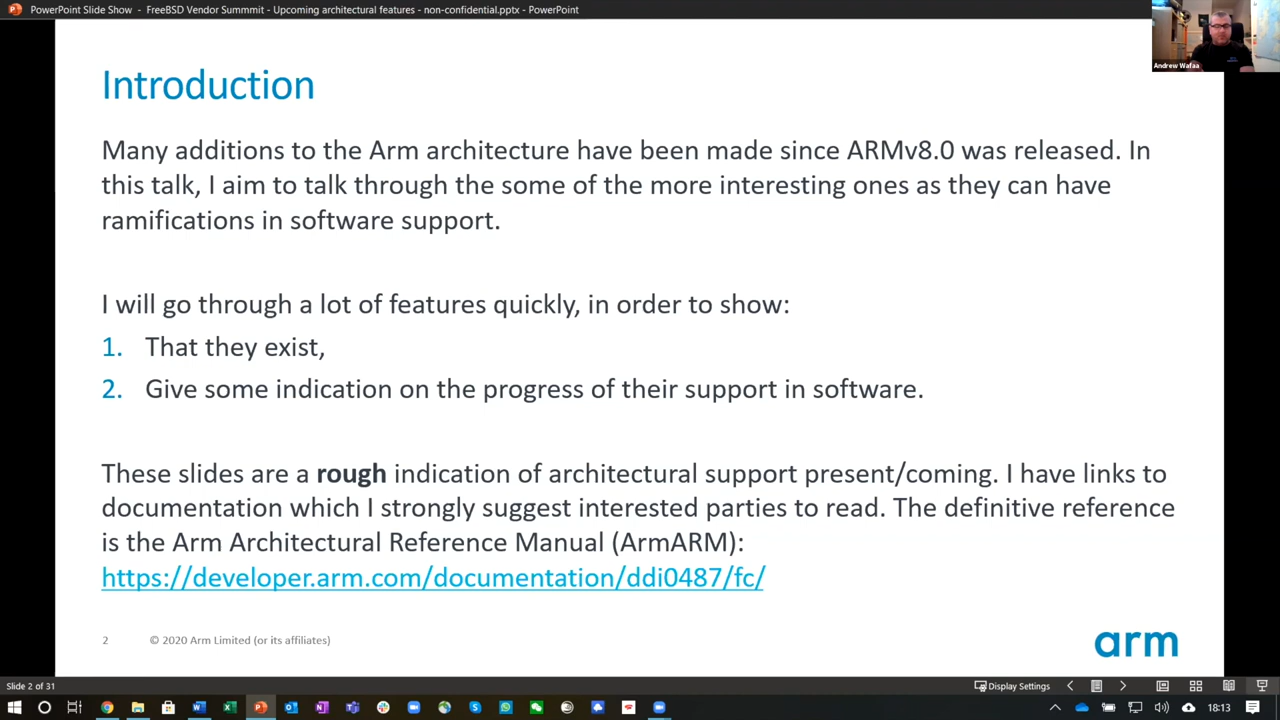 PowerPoint Slide Show - FreeBSD Vendor Summmit - Upcoming architectural features - non-confidential.pptx - PowerPoint
Andrew Wafaa
Introduction
Many additions to the Arm architecture have been made since ARMv8.0 was released. In
this talk, I aim to talk through the some of the more interesting ones as they can have
ramifications in software support.
I will go through a lot of features quickly, in order to show:
1. That they exist,
2. Give some indication on the progress of their support in software.
These slides are a rough indication of architectural support present/coming. I have links to
documentation which I strongly suggest interested parties to read. The definitive reference
is the Arm Architectural Reference Manual (ArmARM):
https://developer.arm.com/documentation/ddi0487/fc/
2 © 2020 Arm Limited (or its affiliates)
arm
Slide 2 of 31
Display Settings
18:13